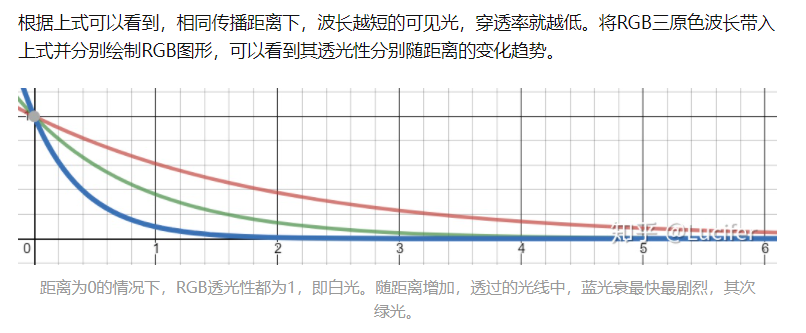 根据上式可以看到，相同传播距离下，波长越短的可见光，穿透率就越低。将RGB三原色波长带入
上式并分别绘制RGB图形，可以看到其透光性分别随距离的变化趋势。
知乎 @Lucifer
0 1 2 3 4 5 6
距离为0的情况下，RGB透光性都为1，即白光。随距离增加，透过的光线中，蓝光衰最快最剧烈，其次
绿光。